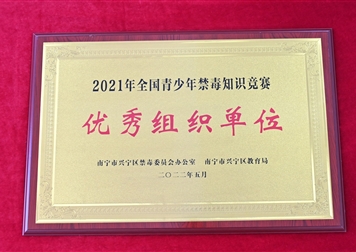 2021年全国青少年禁毒知识竞赛
优秀组织单位
南宁市兴宁区禁毒委员会办公室 南宁市兴宁区教育局
二〇二二年五月